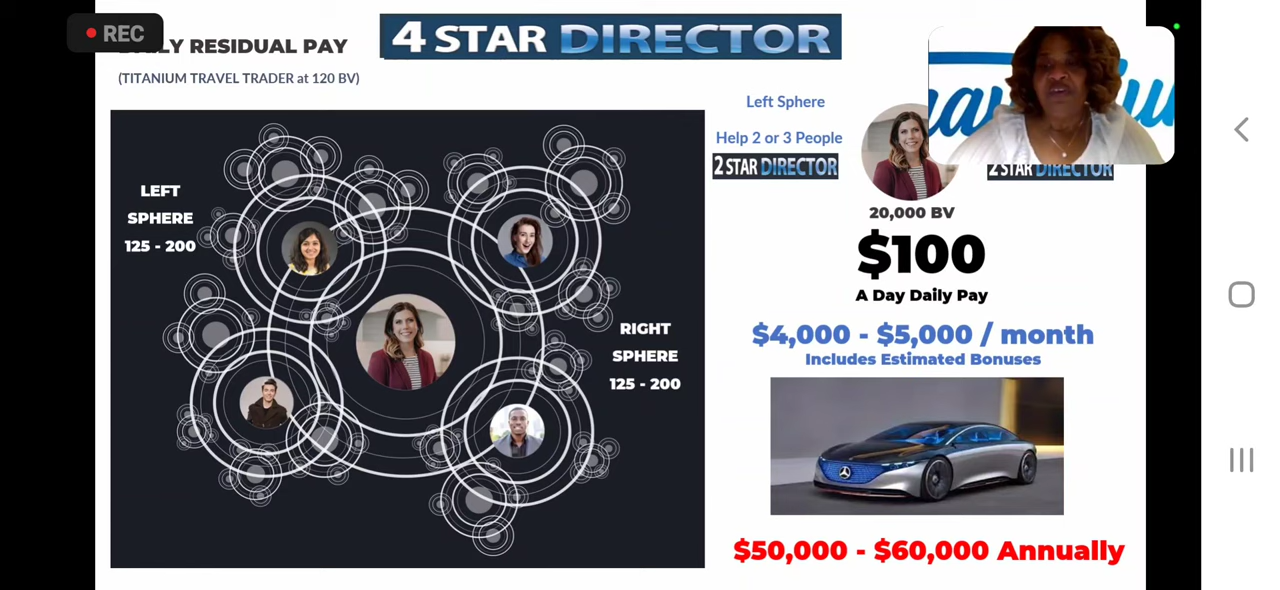 REC
DAILY RESIDUAL PAY
4 STAR DIRECTOR
(TITANIUM TRAVEL TRADER at 120 BV)
Left Sphere
Help 2 or 3 People
2 STAR DIRECTOR
2 STAR DIRECTOR
LEFT
SPHERE
125 - 200
20,000 BV
$100
A Day Daily Pay
RIGHT
SPHERE
125 - 200
$4,000 - $5,000 / month
Includes Estimated Bonuses
$50,000 - $60,000 Annually